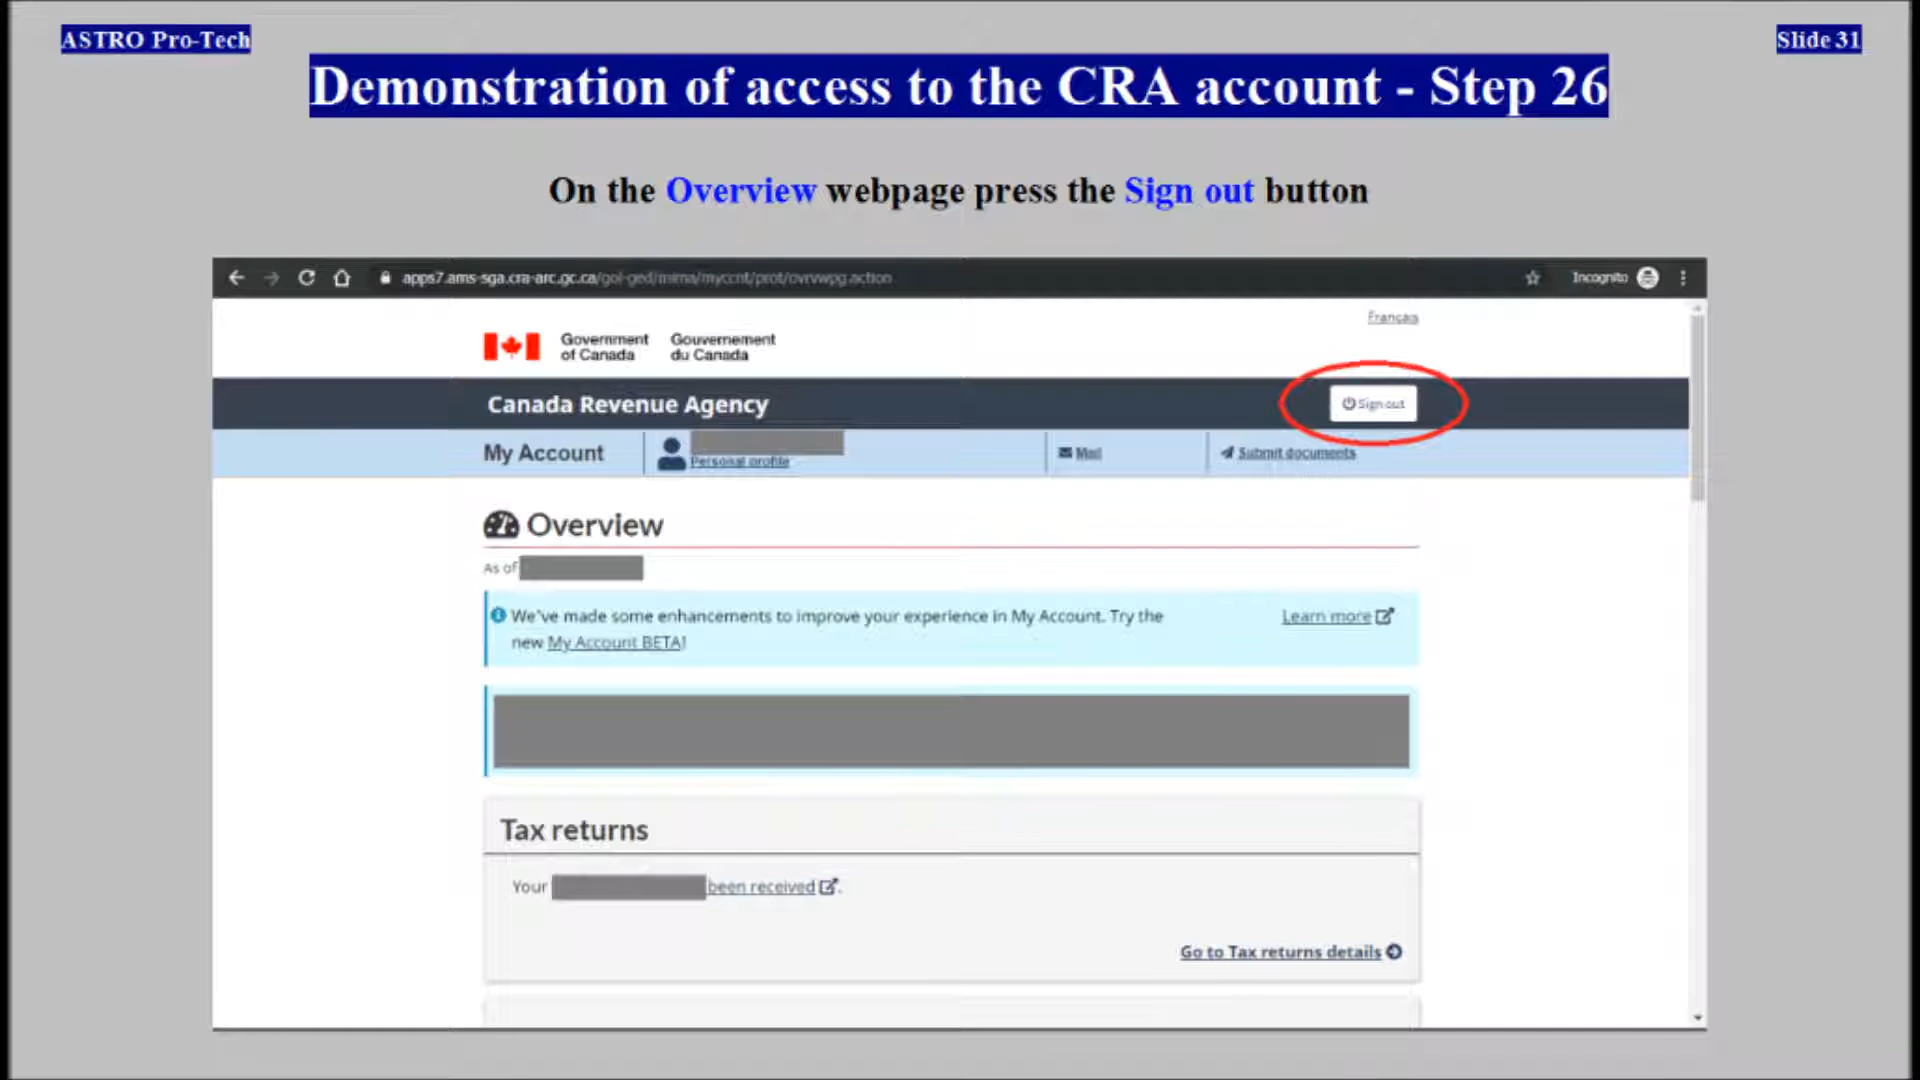 ASTRO Pro-Tech
Slide 31
Demonstration of access to the CRA account - Step 26
On the Overview webpage press the Sign out button
apps7.ams-sga.cra-arc.gc.ca/gol-ged/mima/myccnt/prot/ovrvwpg.action
Incognito
Français
Government of Canada
Gouvernement du Canada
Canada Revenue Agency
Sign out
My Account
Personal profile
Mail
Submit documents
Overview
As of
We've made some enhancements to improve your experience in My Account. Try the
new My Account BETA!
Learn more
Tax returns
Your been received.
Go to Tax returns details